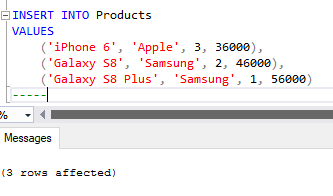 INSERT INTO Products
VALUES
('iPhone 6', 'Apple', 3, 36000),
('Galaxy S8', 'Samsung', 2, 46000),
('Galaxy S8 Plus', 'Samsung', 1, 56000)
-----
%
Messages
(3 rows affected)